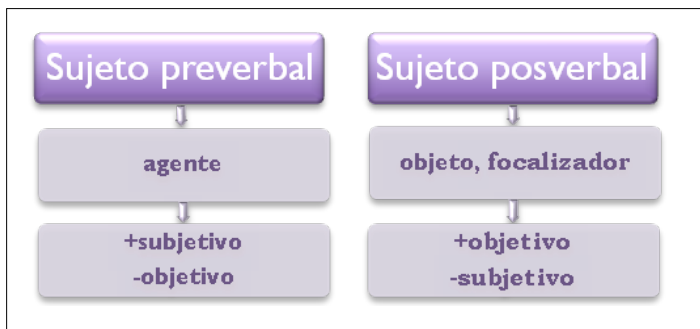 Sujeto preverbal
agente
+subjetivo
-objetivo
Sujeto posverbal
objeto, focalizador
+objetivo
-subjetivo